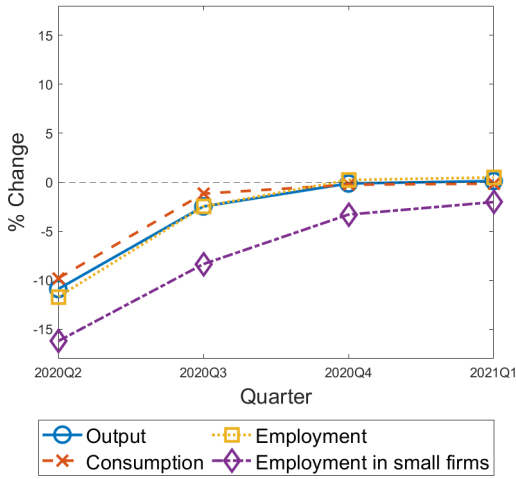 % Change
15
10
5
0
-5
-10
-15
2020Q2 2020Q3 2020Q4 2021Q1
Quarter
Output Employment
Consumption Employment in small firms